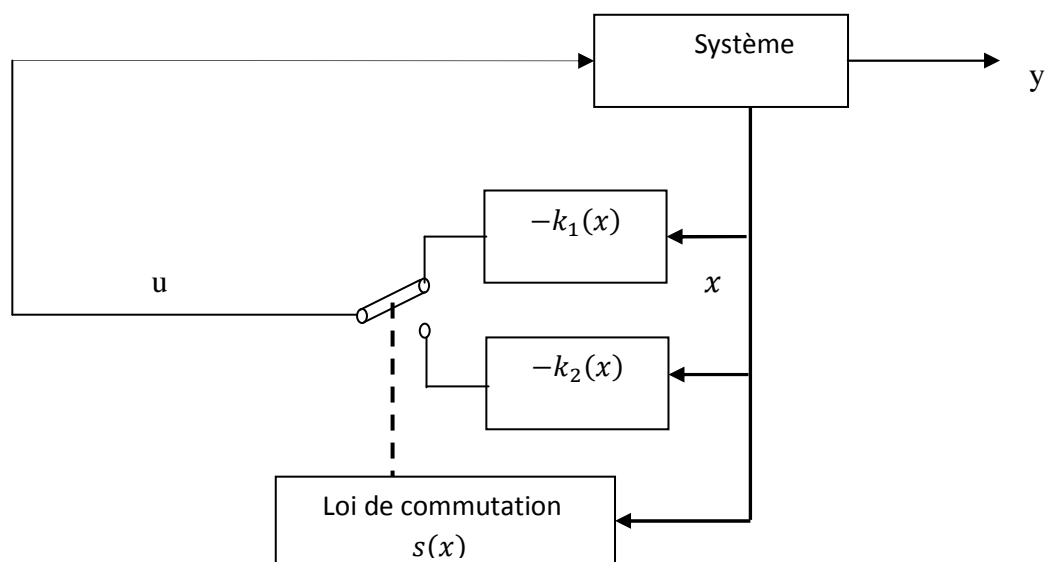 Système
y
−k₁(x)
u
x
−k₂(x)
Loi de commutation
s(x)